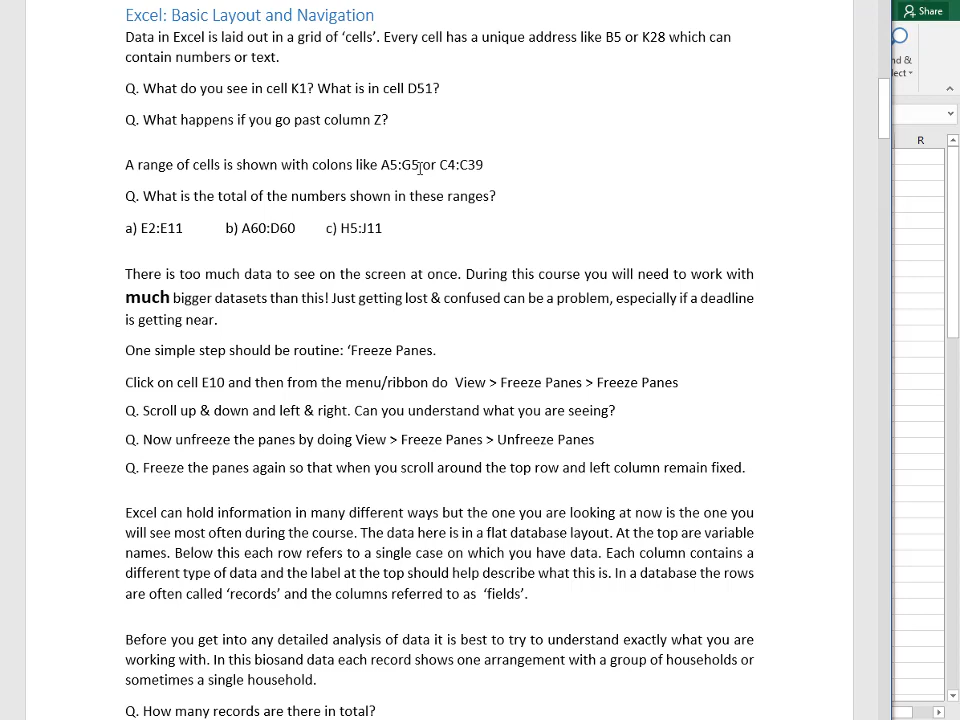 Excel: Basic Layout and Navigation
Share
Data in Excel is laid out in a grid of ‘cells’. Every cell has a unique address like B5 or K28 which can
contain numbers or text.
nd &
lect
Q. What do you see in cell K1? What is in cell D51?
Q. What happens if you go past column Z?
R
A range of cells is shown with colons like A5:G5 or C4:C39
Q. What is the total of the numbers shown in these ranges?
a) E2:E11 b) A60:D60 c) H5:J11
There is too much data to see on the screen at once. During this course you will need to work with
much bigger datasets than this! Just getting lost & confused can be a problem, especially if a deadline
is getting near.
One simple step should be routine: ‘Freeze Panes.
Click on cell E10 and then from the menu/ribbon do View > Freeze Panes > Freeze Panes
Q. Scroll up & down and left & right. Can you understand what you are seeing?
Q. Now unfreeze the panes by doing View > Freeze Panes > Unfreeze Panes
Q. Freeze the panes again so that when you scroll around the top row and left column remain fixed.
Excel can hold information in many different ways but the one you are looking at now is the one you
will see most often during the course. The data here is in a flat database layout. At the top are variable
names. Below this each row refers to a single case on which you have data. Each column contains a
different type of data and the label at the top should help describe what this is. In a database the rows
are often called ‘records’ and the columns referred to as ‘fields’.
Before you get into any detailed analysis of data it is best to try to understand exactly what you are
working with. In this biosand data each record shows one arrangement with a group of households or
sometimes a single household.
Q. How many records are there in total?